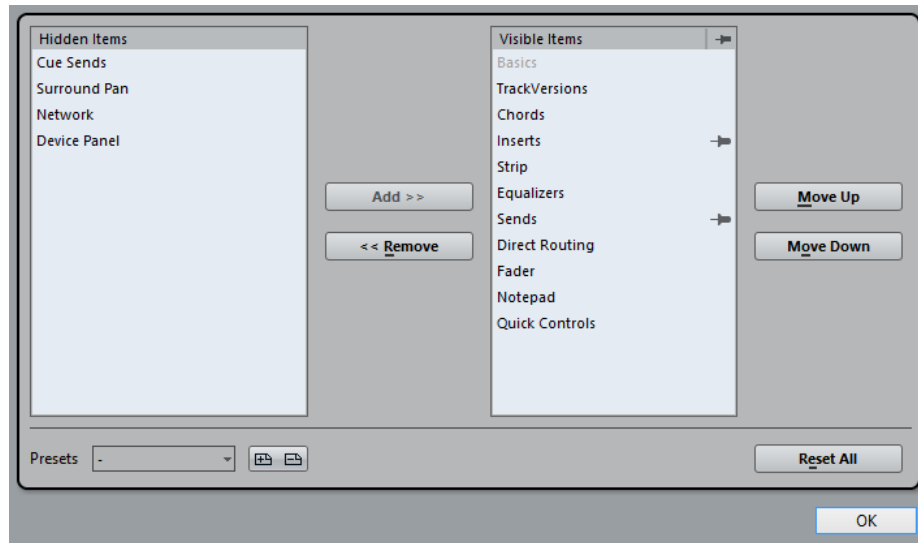 Hidden Items
Cue Sends
Surround Pan
Network
Device Panel
Add >>
<< Remove
Visible Items
Basics
TrackVersions
Chords
Inserts
Strip
Equalizers
Sends
Direct Routing
Fader
Notepad
Quick Controls
Move Up
Move Down
Presets -
Reset All
OK